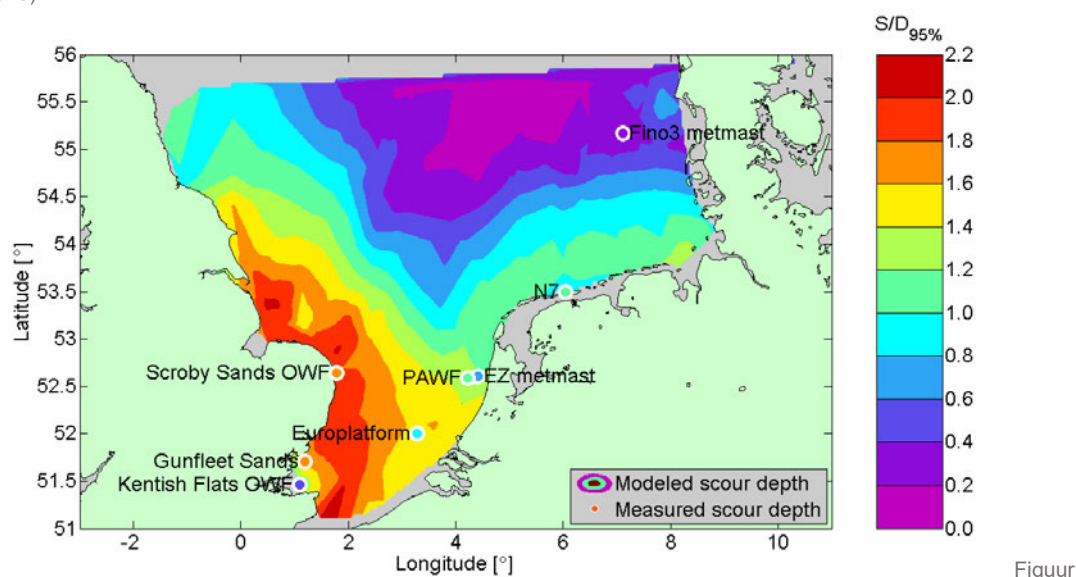 S/D95%
56
55.5
55
54.5
54
53.5
53
52.5
52
51.5
51
Latitude [°]
Fino3 metmast
N7
Scroby Sands OWF
PAWF
EZ metmast
Europlatform
Gunfleet Sands
Kentish Flats OWF
Modeled scour depth
Measured scour depth
-2 0 2 4 6 8 10
Longitude [°]
2.2
2.0
1.8
1.6
1.4
1.2
1.0
0.8
0.6
0.4
0.2
0.0
Figuur